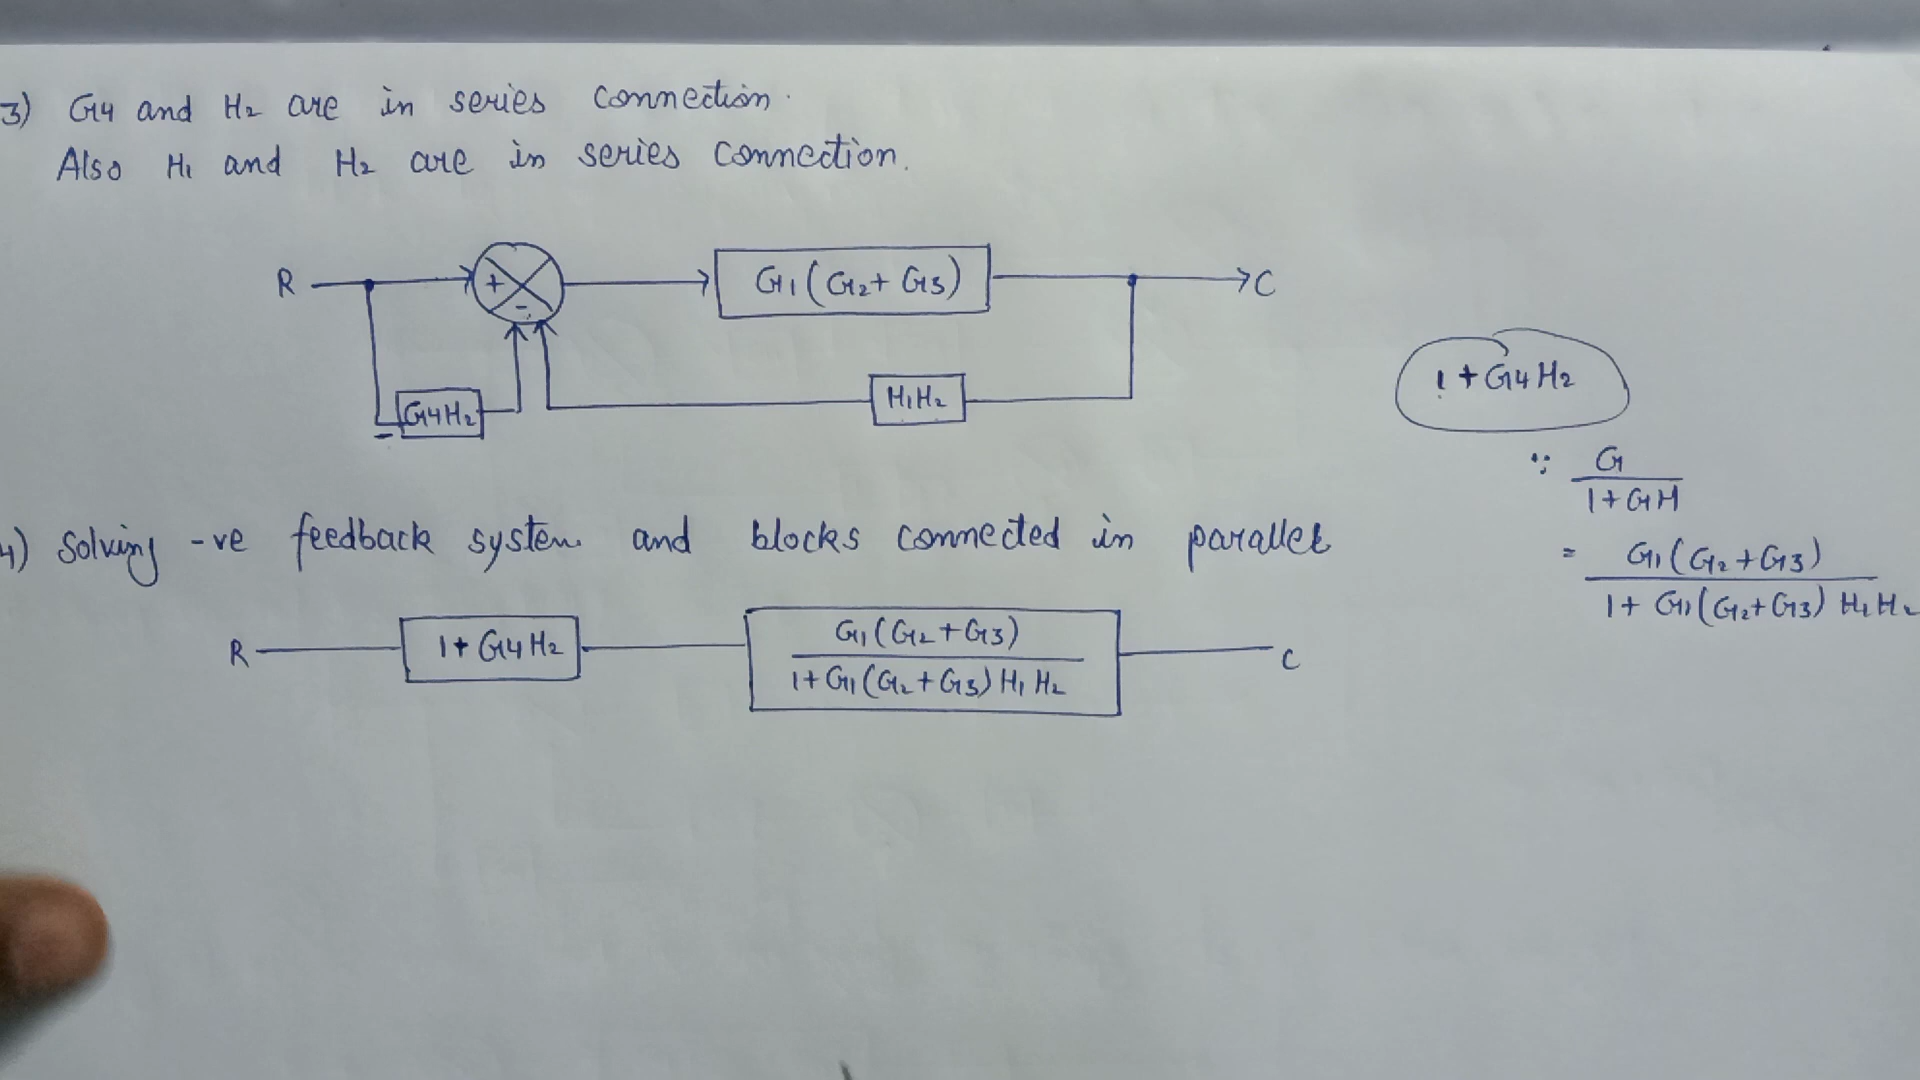 3) G4 and H2 are in series connection.
Also H1 and H2 are in series connection.
R + - G1(G2+ G3) C
G4H2 H1H2
-
1 + G4H2
∵ G / 1+GH
= G1(G2+G3) / 1+ G1(G2+G3) H1H2
4) Solving -ve feedback system and blocks connected in parallel
R 1+ G4H2 G1(G2+G3) / 1+G1(G2+G3) H1 H2 C